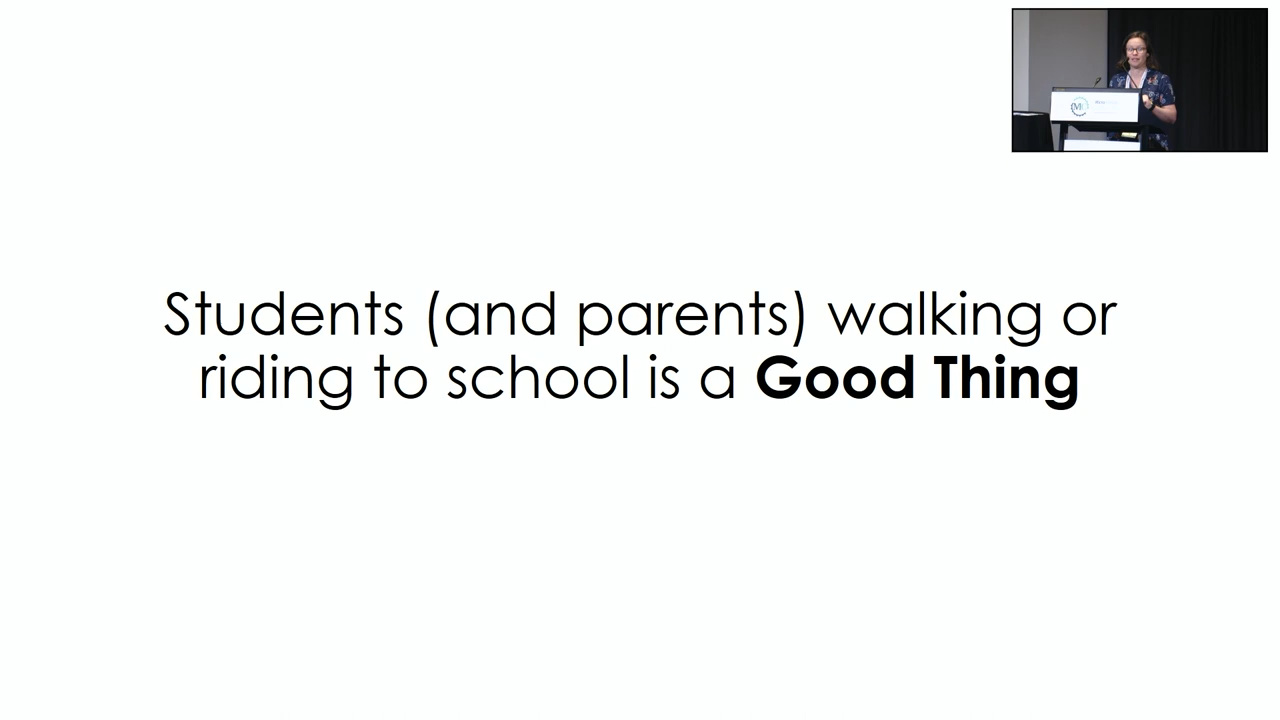 Students (and parents) walking or
riding to school is a Good Thing